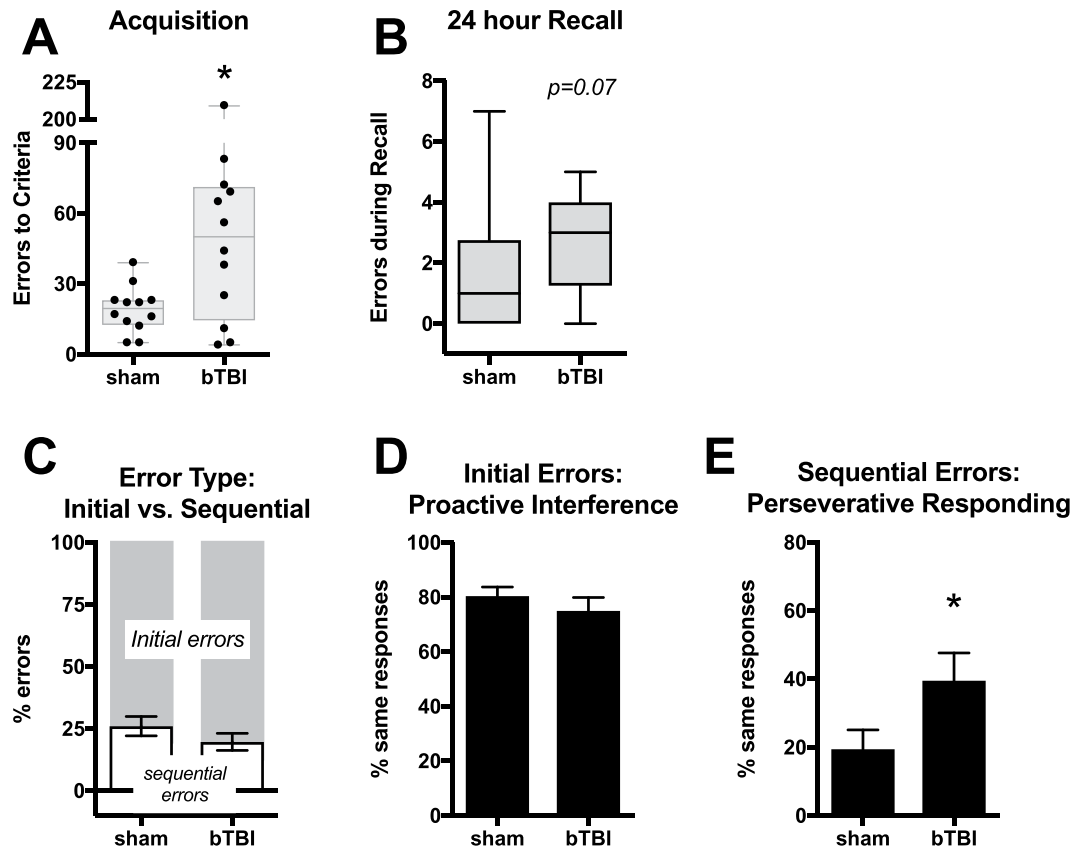 A
Acquisition
Errors to Criteria
225
200
90
60
30
0
*
sham
bTBI
B
24 hour Recall
Errors during Recall
8
6
4
2
0
p=0.07
sham
bTBI
C
Error Type:
Initial vs. Sequential
% errors
100
75
50
25
0
Initial errors
sequential
errors
sham
bTBI
D
Initial Errors:
Proactive Interference
% same responses
100
80
60
40
20
0
sham
bTBI
E
Sequential Errors:
Perseverative Responding
% same responses
80
60
40
20
0
*
sham
bTBI